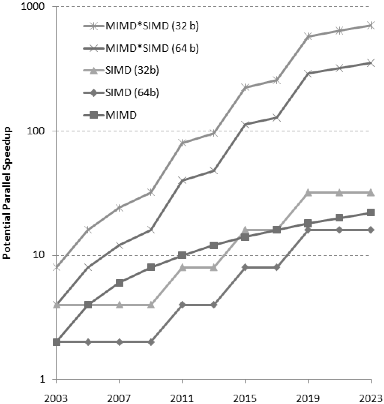 1000
MIMD*SIMD (32 b)
MIMD*SIMD (64 b)
SIMD (32b)
SIMD (64b)
MIMD
100
Potential Parallel Speedup
10
1
2003 2007 2011 2015 2019 2023